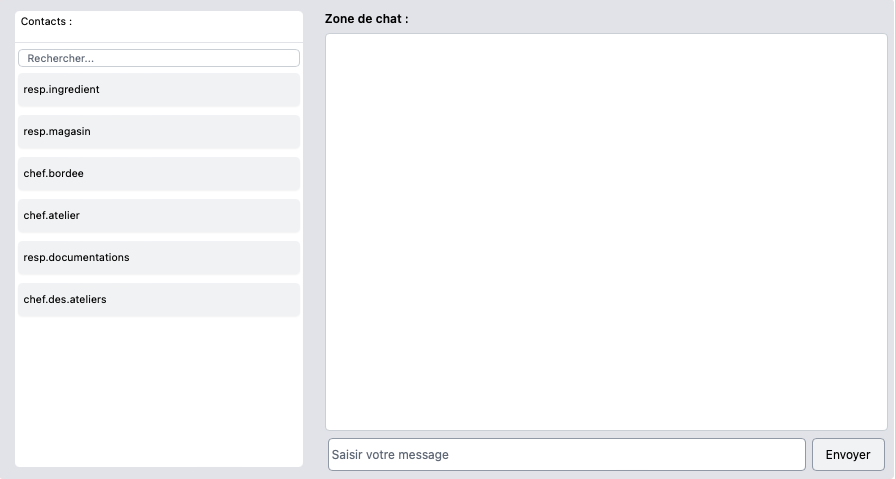 Contacts :
Rechercher...
resp.ingredient
resp.magasin
chef.bordee
chef.atelier
resp.documentations
chef.des.ateliers
Zone de chat :
Saisir votre message
Envoyer